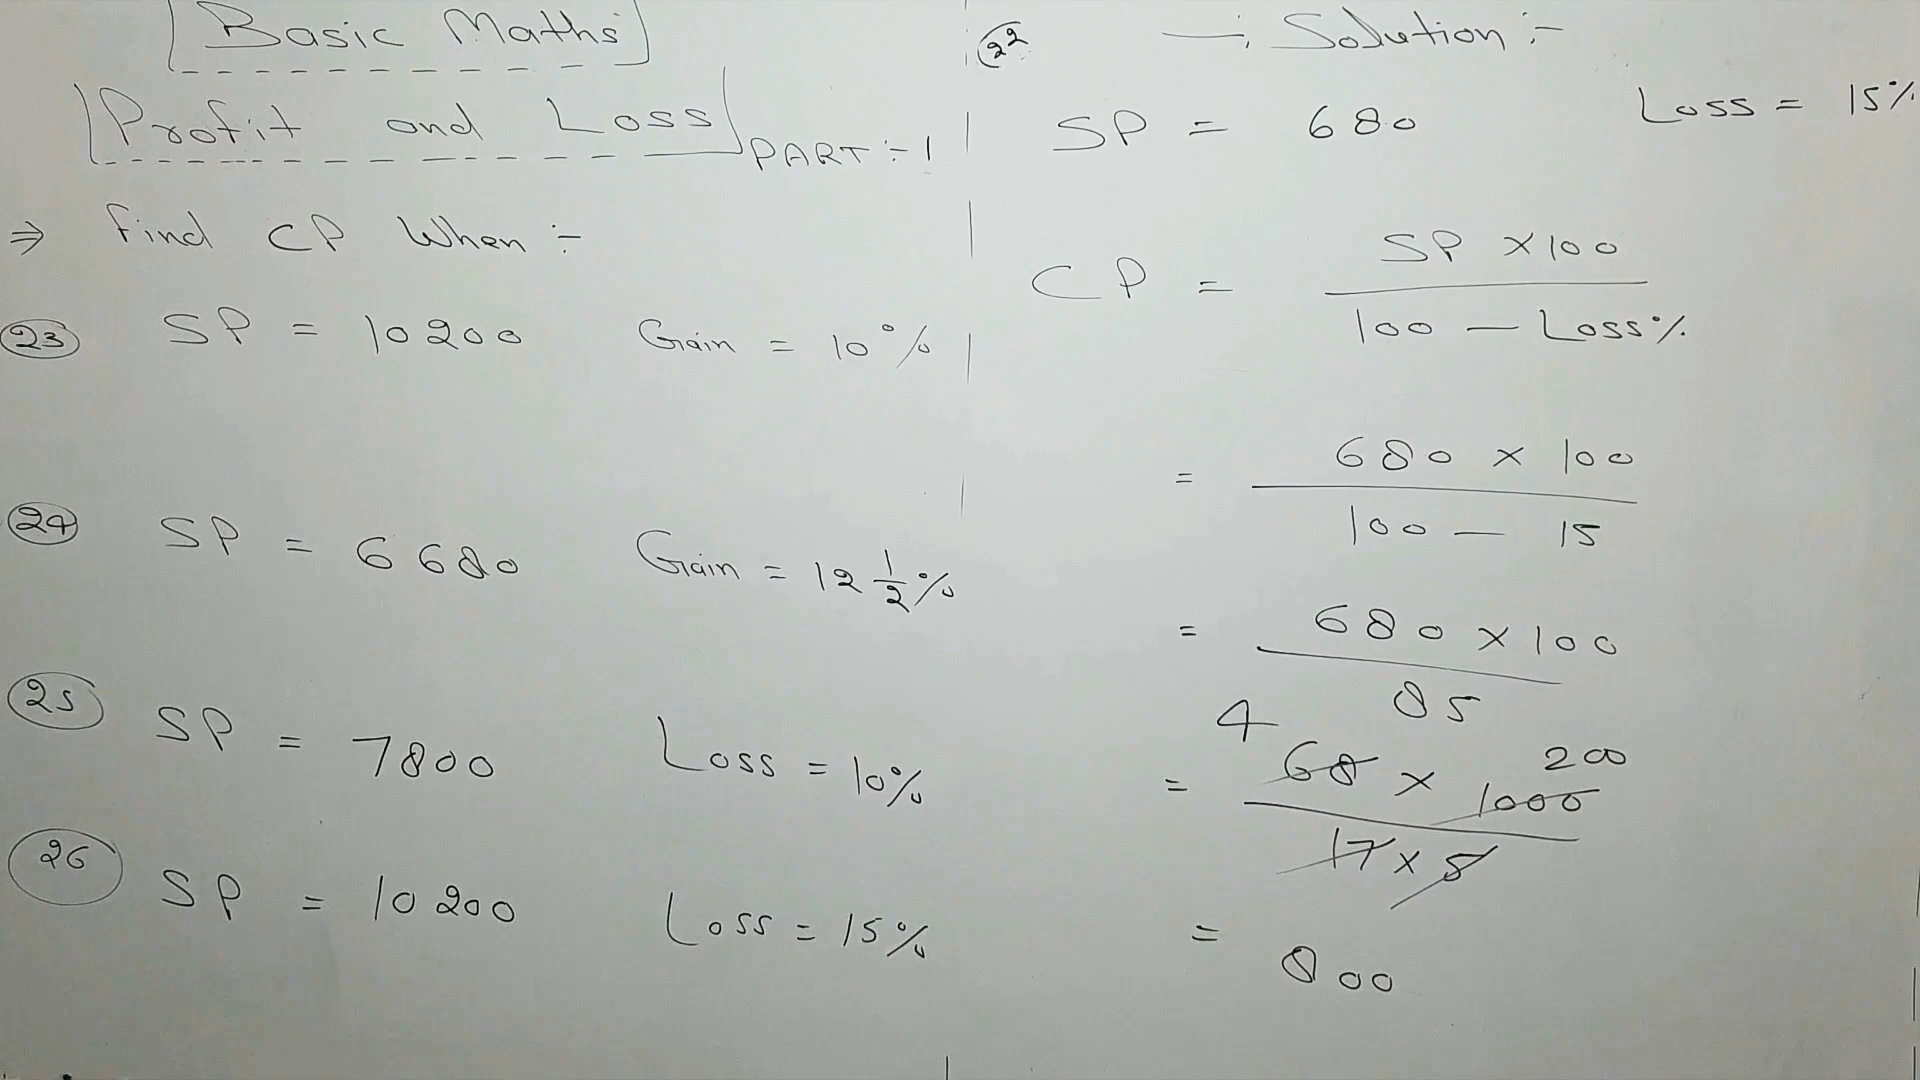 Basic Maths
Profit and Loss PART :- 1
⇒ Find CP When :-
23 SP = 10200 Gain = 10%
24 SP = 6680 Gain = 12 1/2 %
25 SP = 7800 Loss = 10%
26 SP = 10200 Loss = 15%
22 —: Solution :-
SP = 680 Loss = 15%
CP = SP × 100
100 — Loss%
= 680 × 100
100 — 15
= 680 × 100
85
4 200
= 68 × 1000
17 × 5
= 800